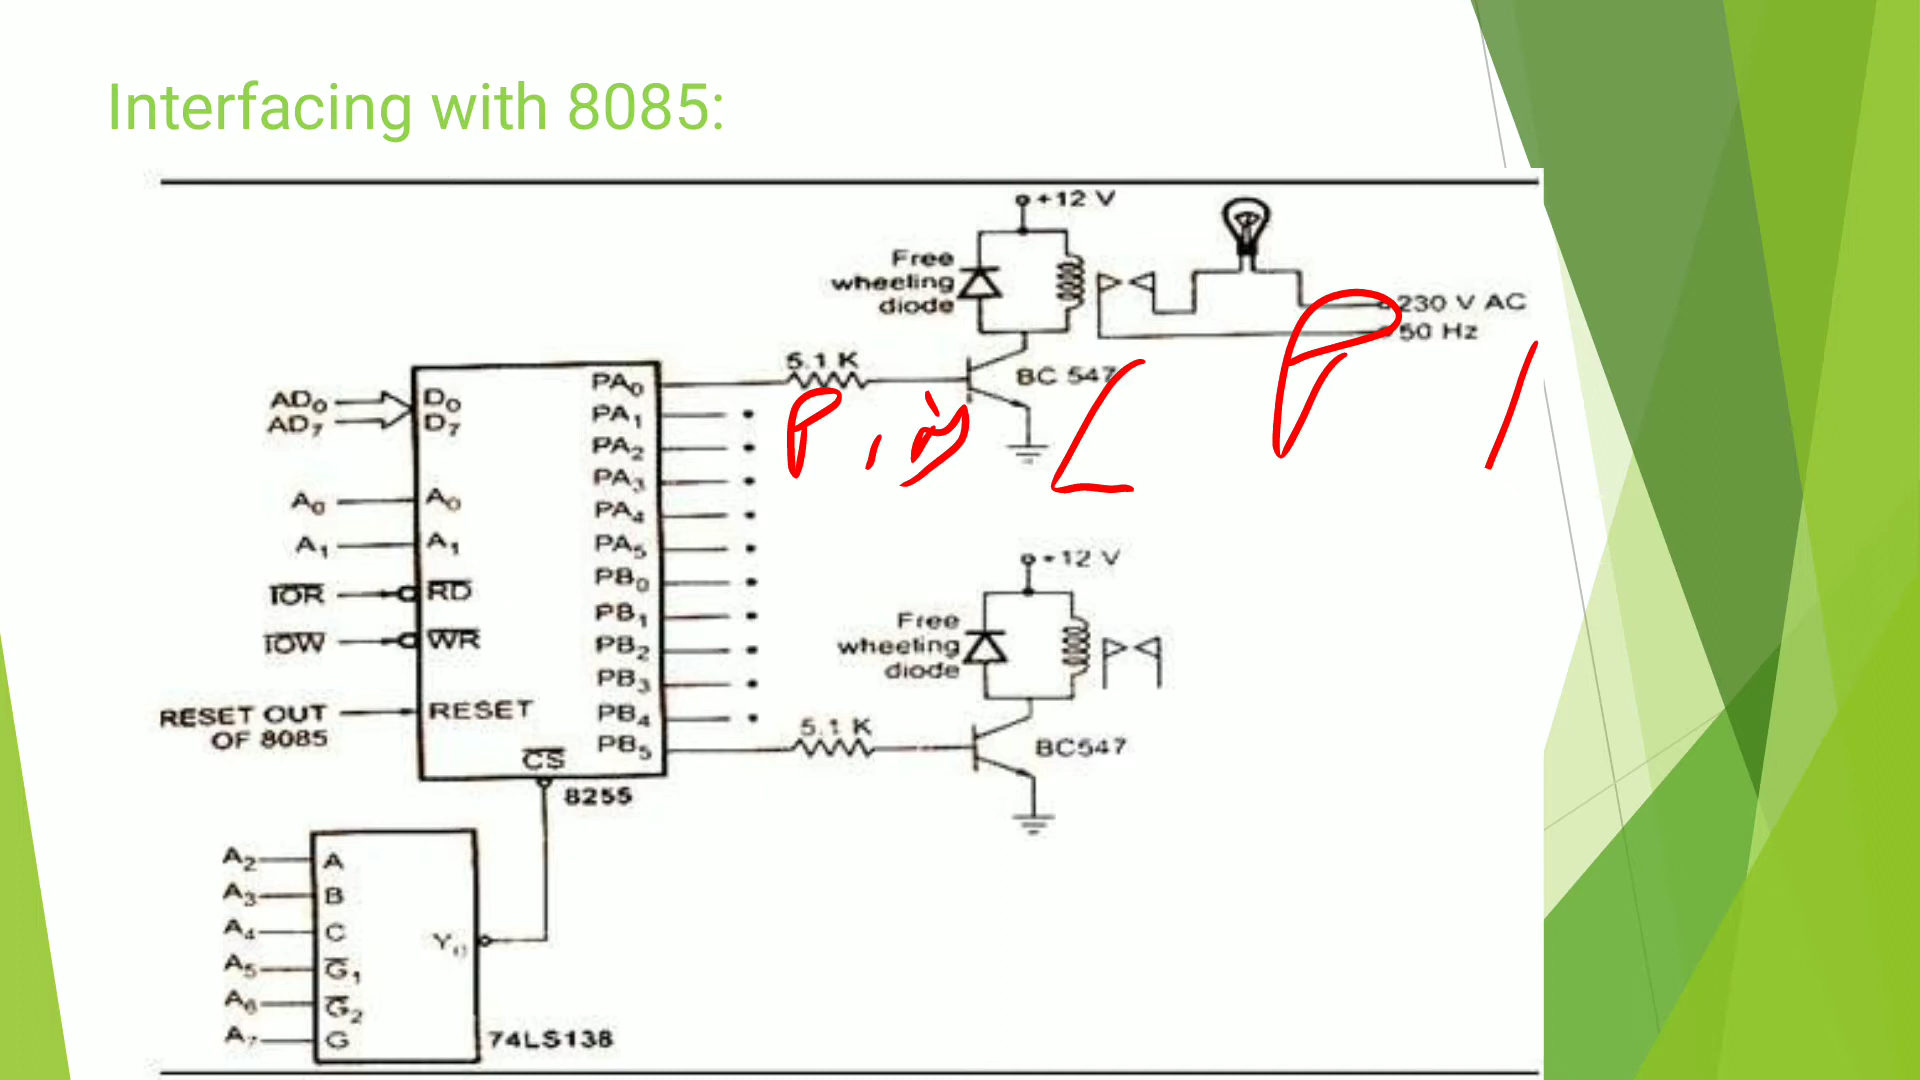 Interfacing with 8085:
+12 V
Free
wheeling
diode
230 V AC
50 Hz
5.1 K
BC 547
AD0
AD7
D0
D7
A0
A0
A1
A1
IOR
RD
IOW
WR
RESET OUT
OF 8085
RESET
CS
8255
PA0
PA1
PA2
PA3
PA4
PA5
PB0
PB1
PB2
PB3
PB4
PB5
+12 V
Free
wheeling
diode
5.1 K
BC547
A2
A
A3
B
A4
C
A5
G1
A6
G2
A7
G
Y0
74LS138